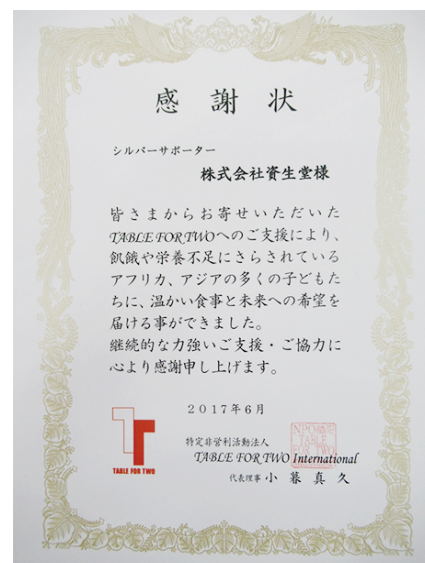 感謝状
シルバーサポーター
株式会社資生堂様
皆さまからお寄せいただいた
TABLE FOR TWOへのご支援により、
飢餓や栄養不足にさらされている
アフリカ、アジアの多くの子どもた
ちに、温かい食事と未来への希望を
届ける事ができました。
継続的な力強いご支援・ご協力に
心より感謝申し上げます。
2017年6月
特定非営利活動法人
TABLE FOR TWO International
代表理事 小暮真久
TABLE FOR TWO